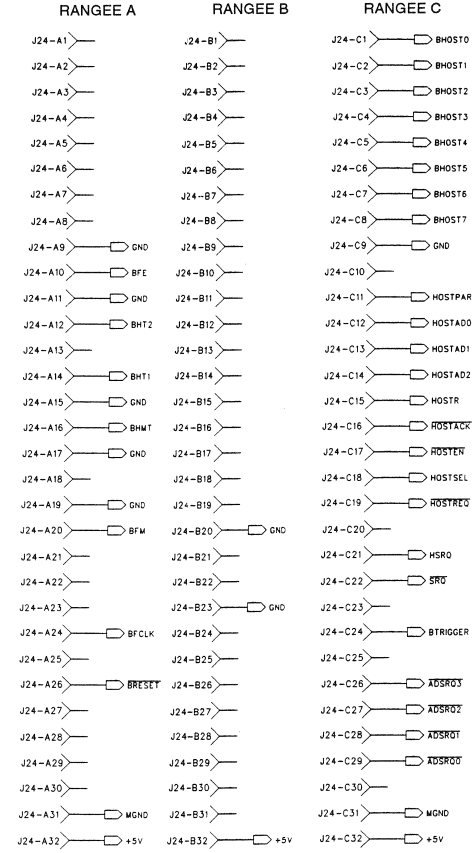 RANGEE A RANGEE B RANGEE C
J24-A1 J24-B1 J24-C1 BHOST0
J24-A2 J24-B2 J24-C2 BHOST1
J24-A3 J24-B3 J24-C3 BHOST2
J24-A4 J24-B4 J24-C4 BHOST3
J24-A5 J24-B5 J24-C5 BHOST4
J24-A6 J24-B6 J24-C6 BHOST5
J24-A7 J24-B7 J24-C7 BHOST6
J24-A8 J24-B8 J24-C8 BHOST7
J24-A9 GND J24-B9 J24-C9 GND
J24-A10 BFE J24-B10 J24-C10
J24-A11 GND J24-B11 J24-C11 HOSTPAR
J24-A12 BHT2 J24-B12 J24-C12 HOSTAD0
J24-A13 J24-B13 J24-C13 HOSTAD1
J24-A14 BHT1 J24-B14 J24-C14 HOSTAD2
J24-A15 GND J24-B15 J24-C15 HOSTR
J24-A16 BHMT J24-B16 J24-C16 HOSTACK
J24-A17 GND J24-B17 J24-C17 HOSTEN
J24-A18 J24-B18 J24-C18 HOSTSEL
J24-A19 GND J24-B19 J24-C19 HOSTREQ
J24-A20 BFM J24-B20 GND J24-C20
J24-A21 J24-B21 J24-C21 HSRQ
J24-A22 J24-B22 J24-C22 SRQ
J24-A23 J24-B23 GND J24-C23
J24-A24 BFCLK J24-B24 J24-C24 BTRIGGER
J24-A25 J24-B25 J24-C25
J24-A26 BRESET J24-B26 J24-C26 ADSRQ3
J24-A27 J24-B27 J24-C27 ADSRQ2
J24-A28 J24-B28 J24-C28 ADSRQ1
J24-A29 J24-B29 J24-C29 ADSRQ0
J24-A30 J24-B30 J24-C30
J24-A31 MGND J24-B31 J24-C31 MGND
J24-A32 +5V J24-B32 +5V J24-C32 +5V